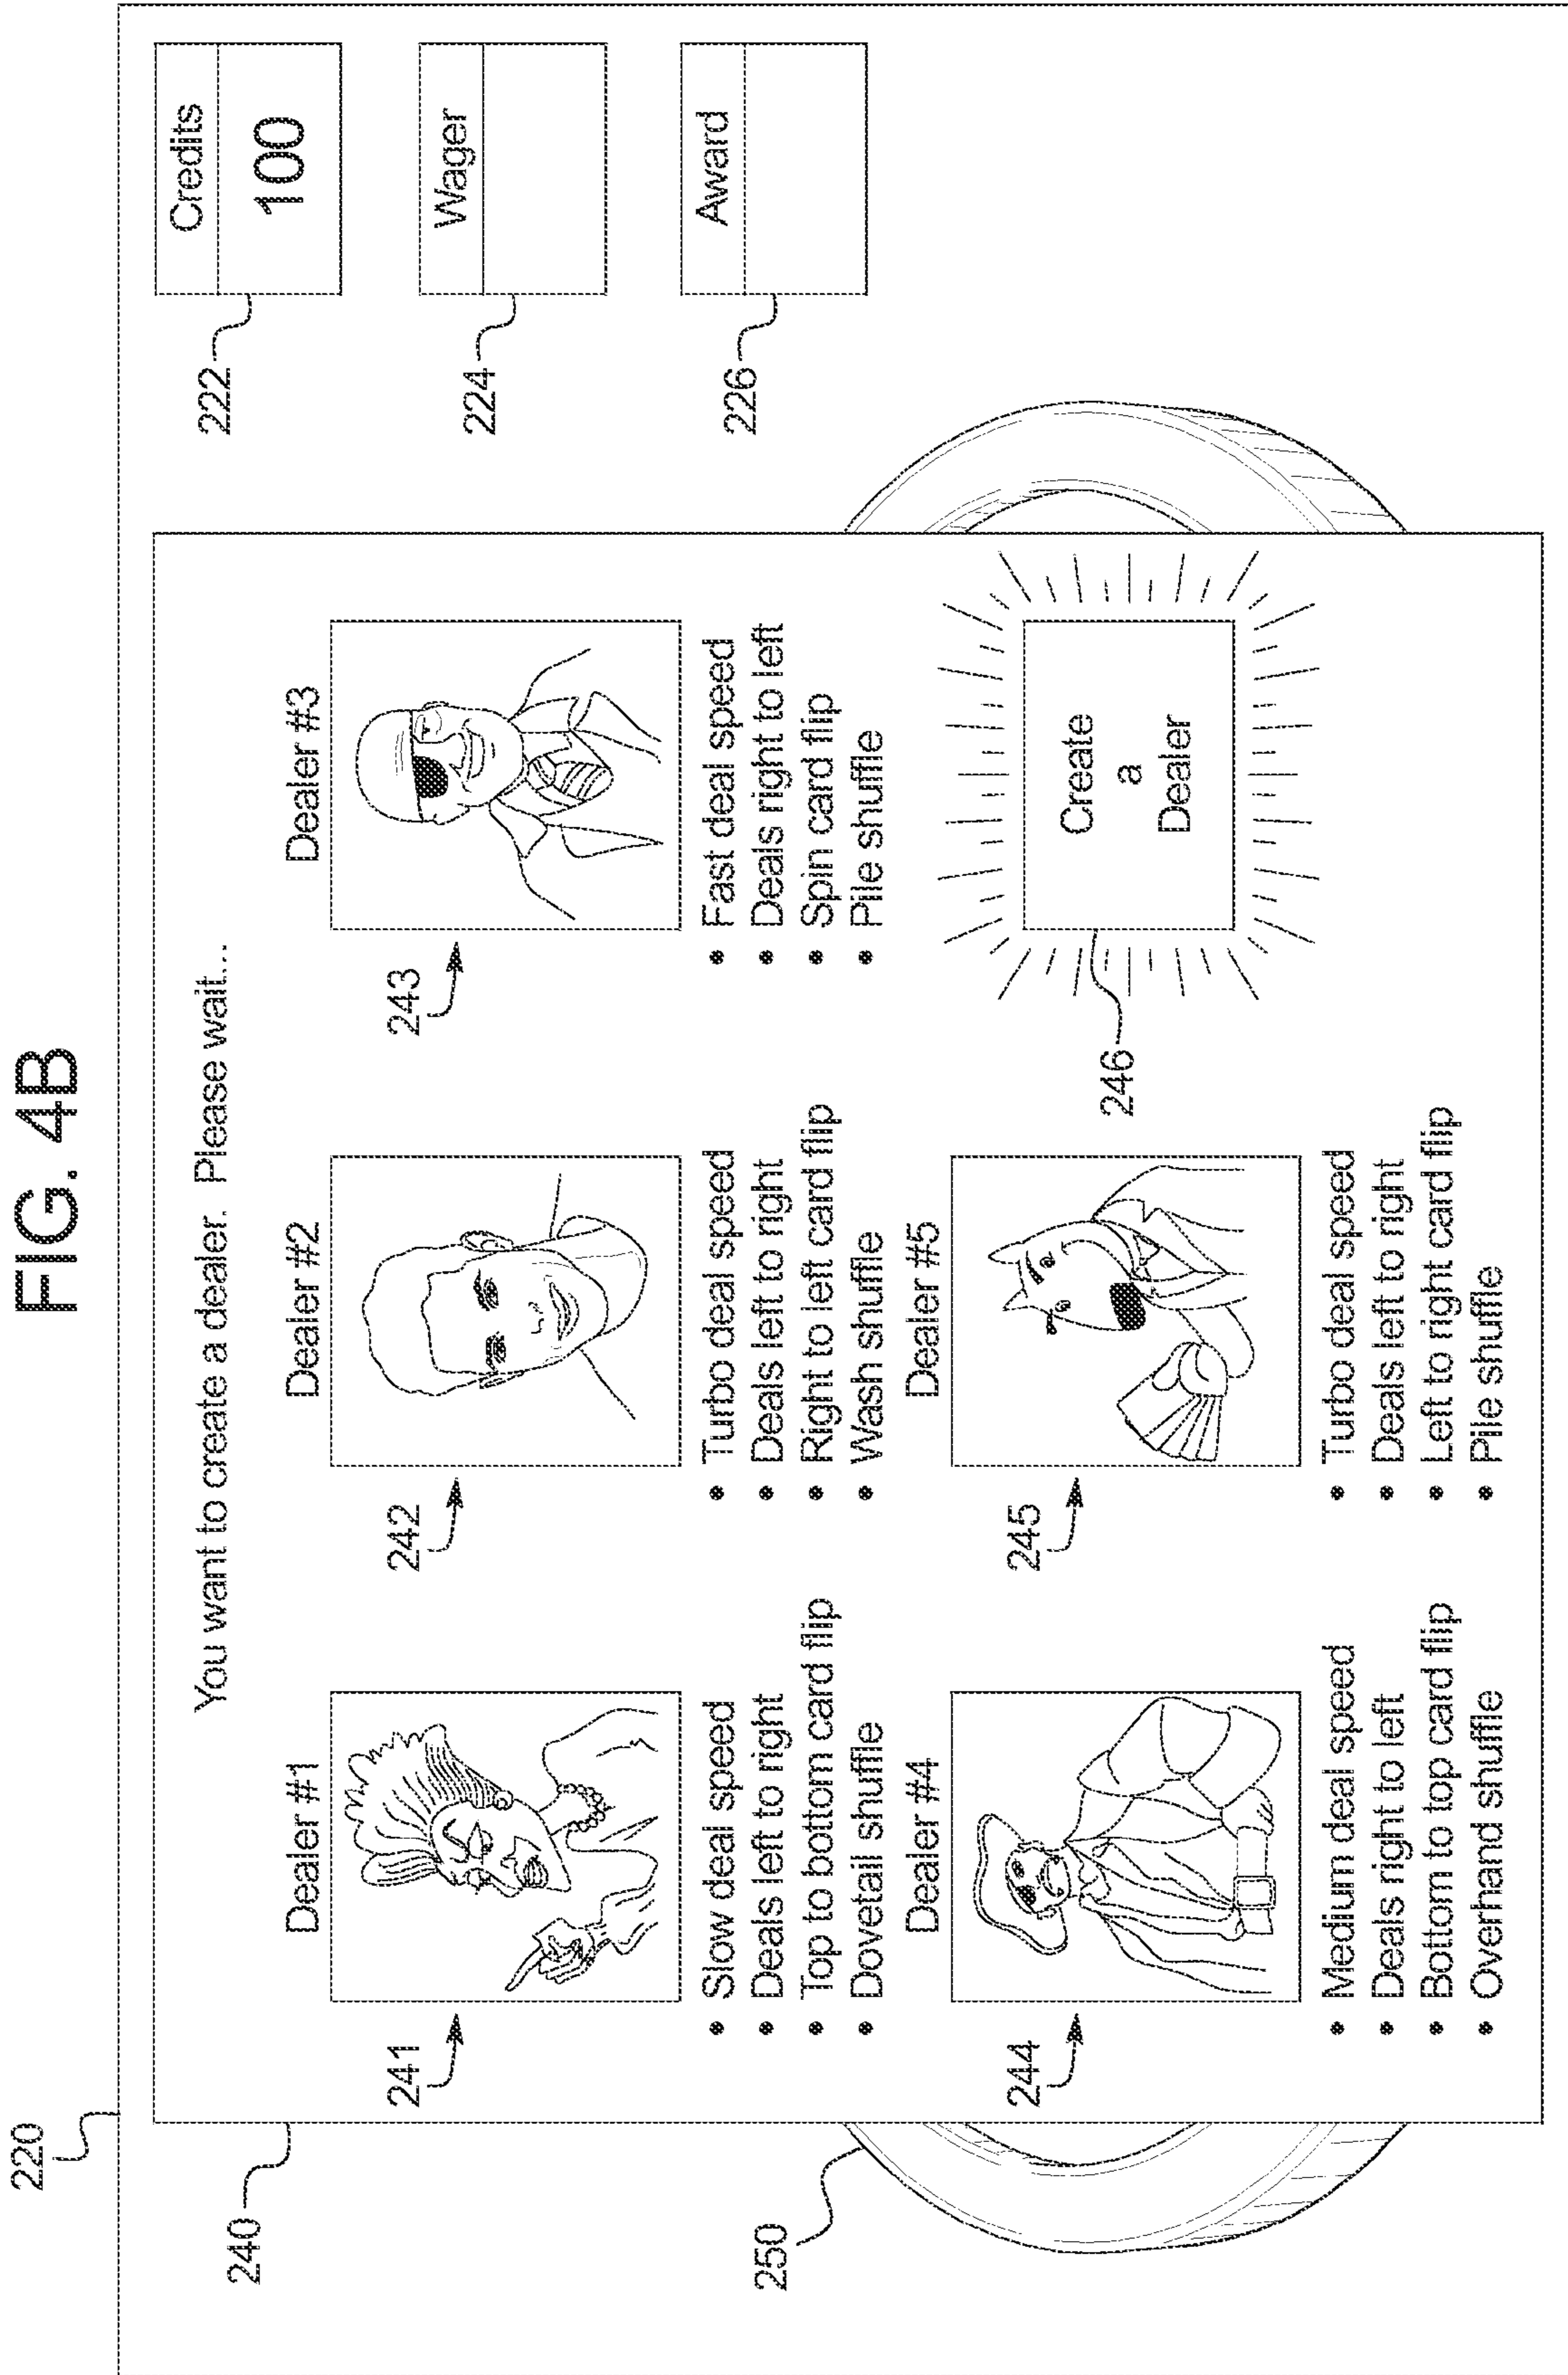 FIG. 4B
220
240
250
You want to create a dealer. Please wait...
Dealer #1
241
• Slow deal speed
• Deals left to right
• Top to bottom card flip
• Dovetail shuffle
Dealer #2
242
• Turbo deal speed
• Deals left to right
• Right to left card flip
• Wash shuffle
Dealer #3
243
• Fast deal speed
• Deals right to left
• Spin card flip
• Pile shuffle
Dealer #4
244
• Medium deal speed
• Deals right to left
• Bottom to top card flip
• Overhand shuffle
Dealer #5
245
• Turbo deal speed
• Deals left to right
• Left to right card flip
• Pile shuffle
246
Create
a
Dealer
222
Credits
100
224
Wager
226
Award